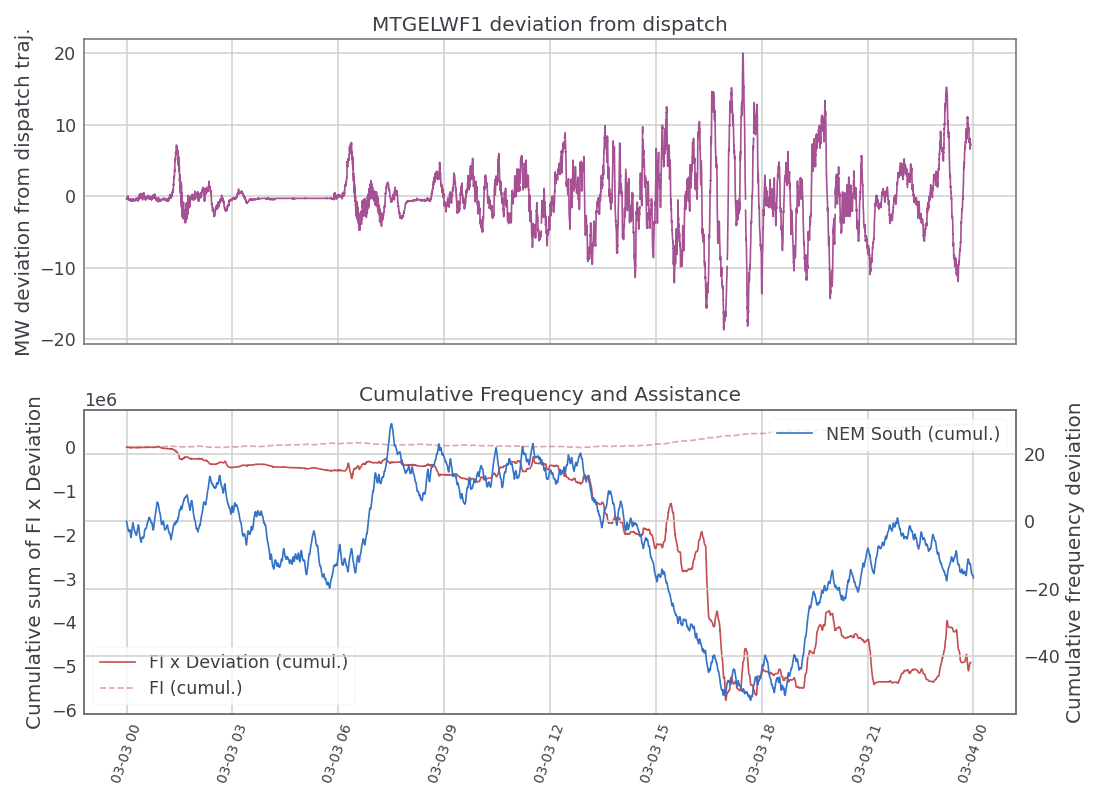 MTGELWF1 deviation from dispatch
MW deviation from dispatch traj.
20
10
0
−10
−20
Cumulative Frequency and Assistance
1e6
Cumulative sum of FI x Deviation
0
−1
−2
−3
−4
−5
−6
NEM South (cumul.)
FI x Deviation (cumul.)
FI (cumul.)
20
0
−20
−40
Cumulative frequency deviation
03-03 00
03-03 03
03-03 06
03-03 09
03-03 12
03-03 15
03-03 18
03-03 21
03-04 00